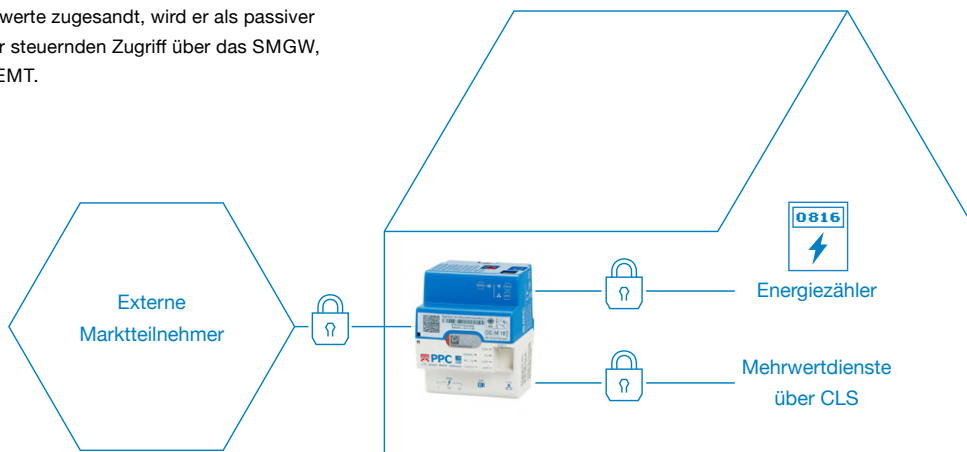 werte zugesandt, wird er als passiver
r steuernden Zugriff über das SMGW,
EMT.
0816
Externe
Marktteilnehmer
Energiezähler
PPC
Mehrwertdienste
über CLS